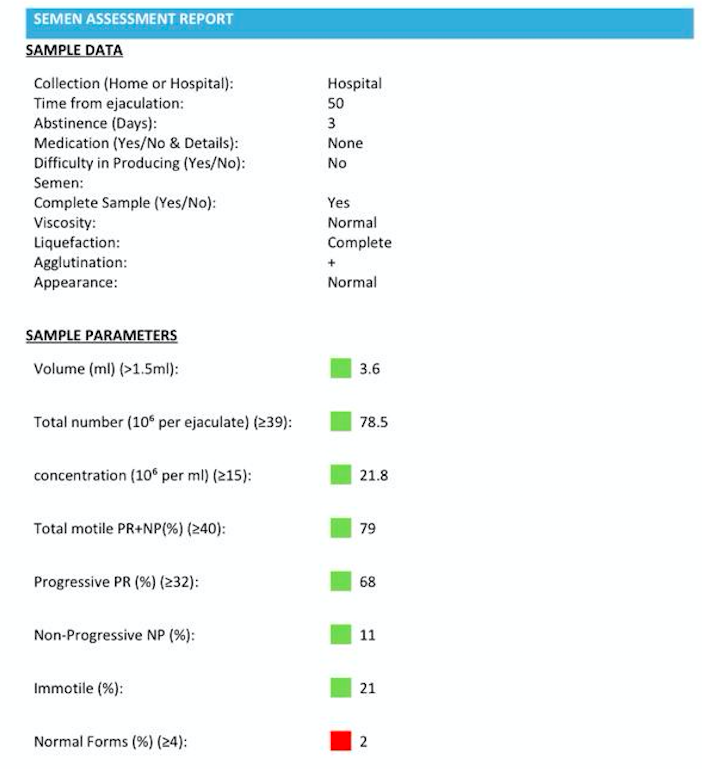 SEMEN ASSESSMENT REPORT
SAMPLE DATA
Collection (Home or Hospital): Hospital
Time from ejaculation: 50
Abstinence (Days): 3
Medication (Yes/No & Details): None
Difficulty in Producing (Yes/No): No
Semen:
Complete Sample (Yes/No): Yes
Viscosity: Normal
Liquefaction: Complete
Agglutination: +
Appearance: Normal
SAMPLE PARAMETERS
Volume (ml) (>1.5ml): 3.6
Total number (10⁶ per ejaculate) (≥39): 78.5
concentration (10⁶ per ml) (≥15): 21.8
Total motile PR+NP(%) (≥40): 79
Progressive PR (%) (≥32): 68
Non-Progressive NP (%): 11
Immotile (%): 21
Normal Forms (%) (≥4): 2